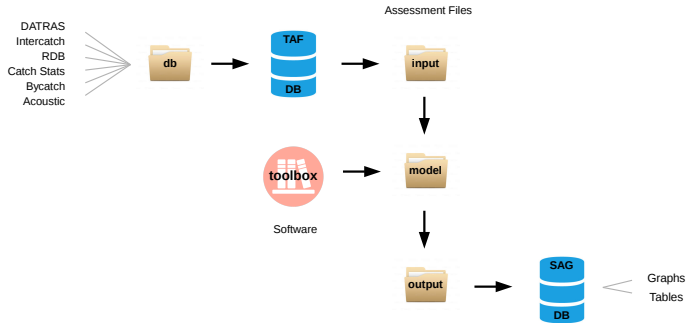 Assessment Files
DATRAS
Intercatch
RDB
Catch Stats
Bycatch
Acoustic
db
TAF
DB
input
toolbox
Software
model
output
SAG
DB
Graphs
Tables